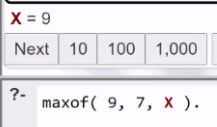 X = 9
Next 10 100 1,000
?- maxof( 9, 7, X ).